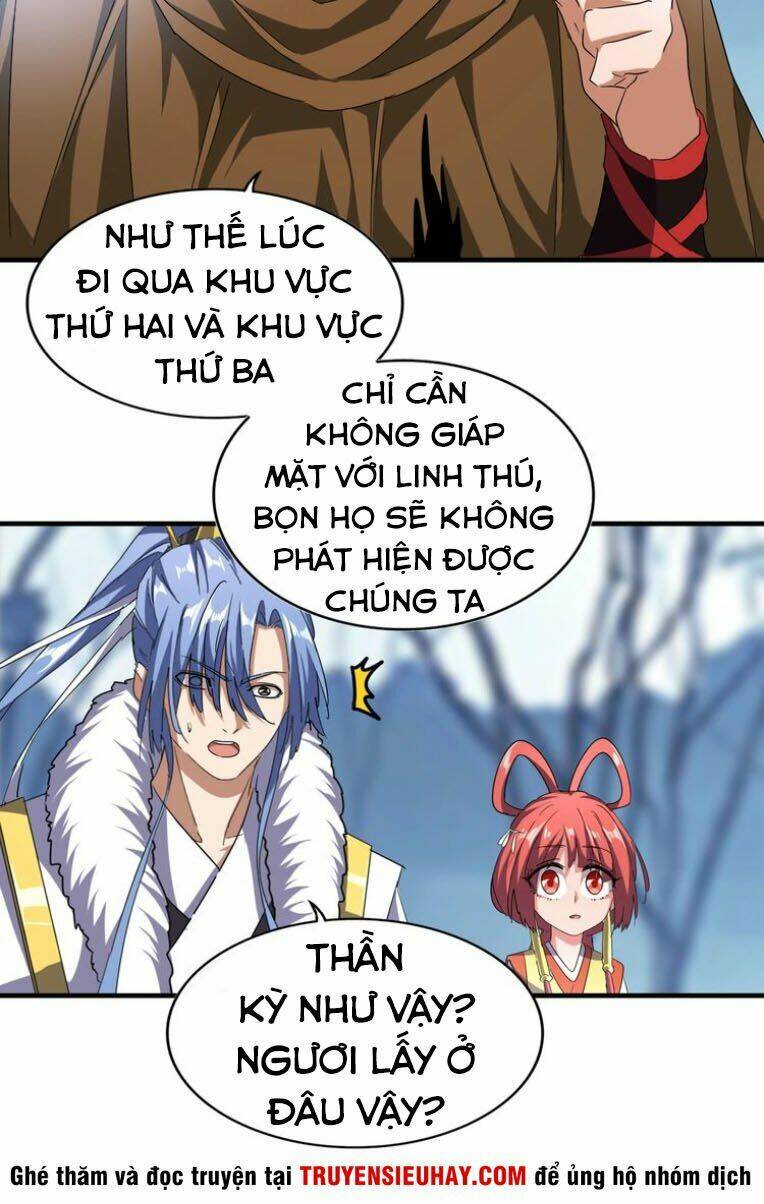 NHƯ THẾ LÚC
ĐI QUA KHU VỰC
THỨ HAI VÀ KHU VỰC
THỨ BA
CHỈ CẦN
KHÔNG GIÁP
MẶT VỚI LINH THÚ,
BỌN HỌ SẼ KHÔNG
PHÁT HIỆN ĐƯỢC
CHÚNG TA
THẦN
KỲ NHƯ VẬY?
NGƯƠI LẤY Ở
ĐÂU VẬY?
Ghé thăm và đọc truyện tại TRUYENSIEUHAY.COM để ủng hộ nhóm dịch